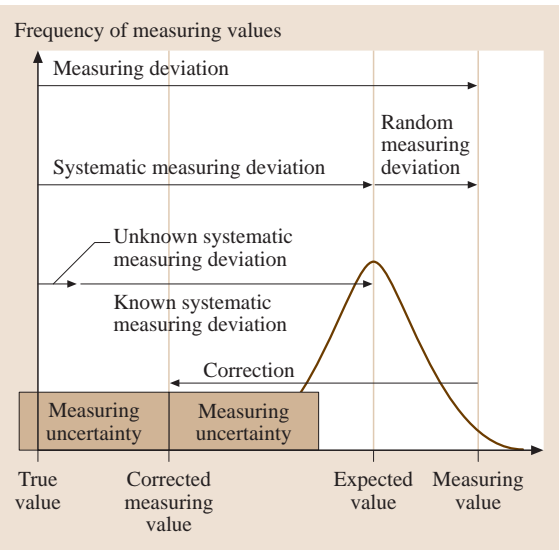 Frequency of measuring values
Measuring deviation
Random
measuring
deviation
Systematic measuring deviation
Unknown systematic
measuring deviation
Known systematic
measuring deviation
Correction
Measuring
uncertainty
Measuring
uncertainty
True
value
Corrected
measuring
value
Expected
value
Measuring
value